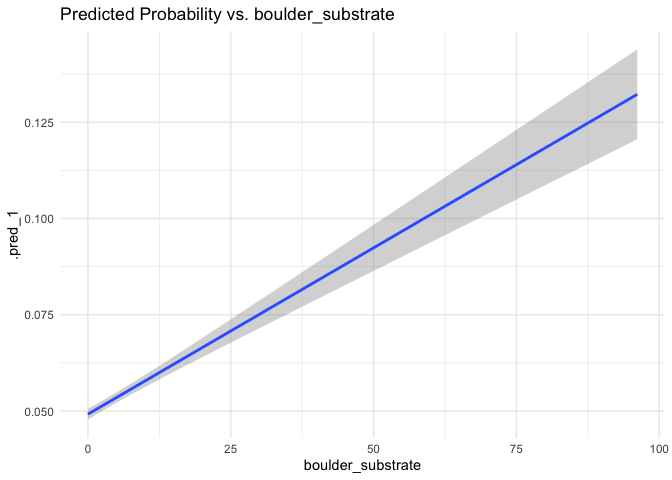 Predicted Probability vs. boulder_substrate
.pred_1
0.125
0.100
0.075
0.050
0 25 50 75 100
boulder_substrate